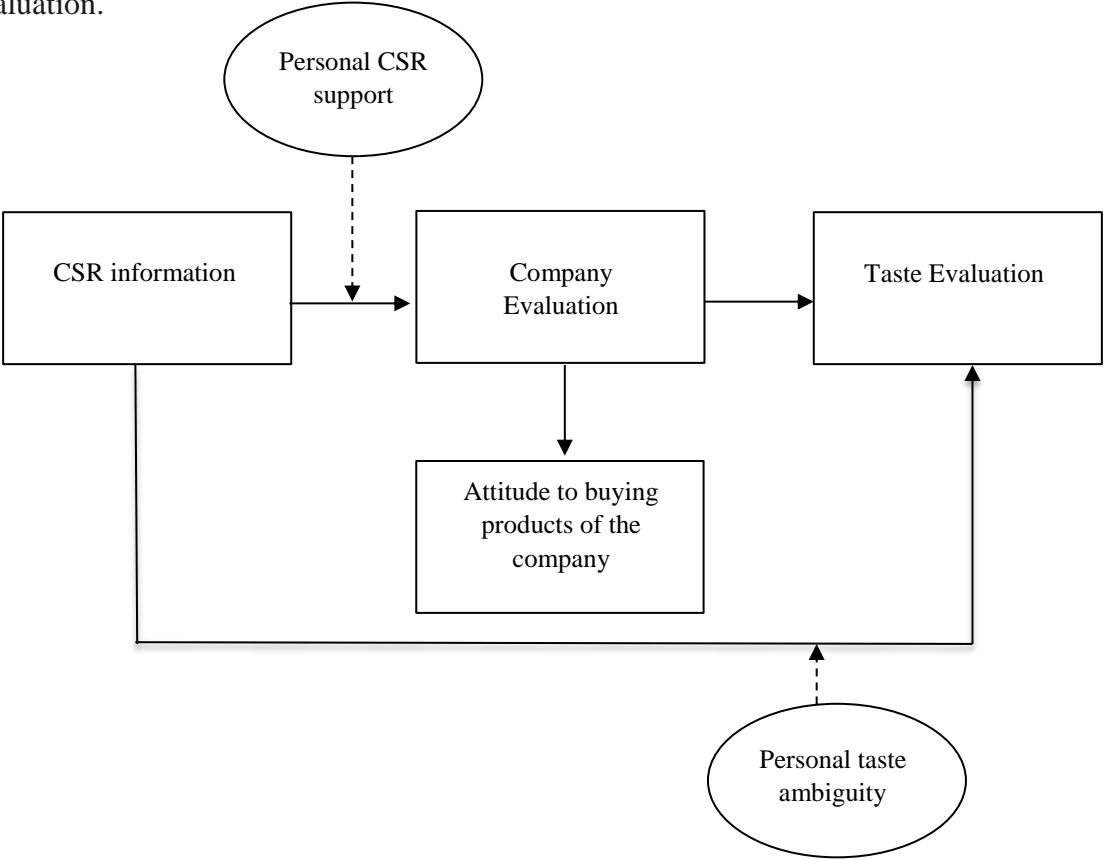 aluation.
Personal CSR
support
CSR information
Company
Evaluation
Taste Evaluation
Attitude to buying
products of the
company
Personal taste
ambiguity